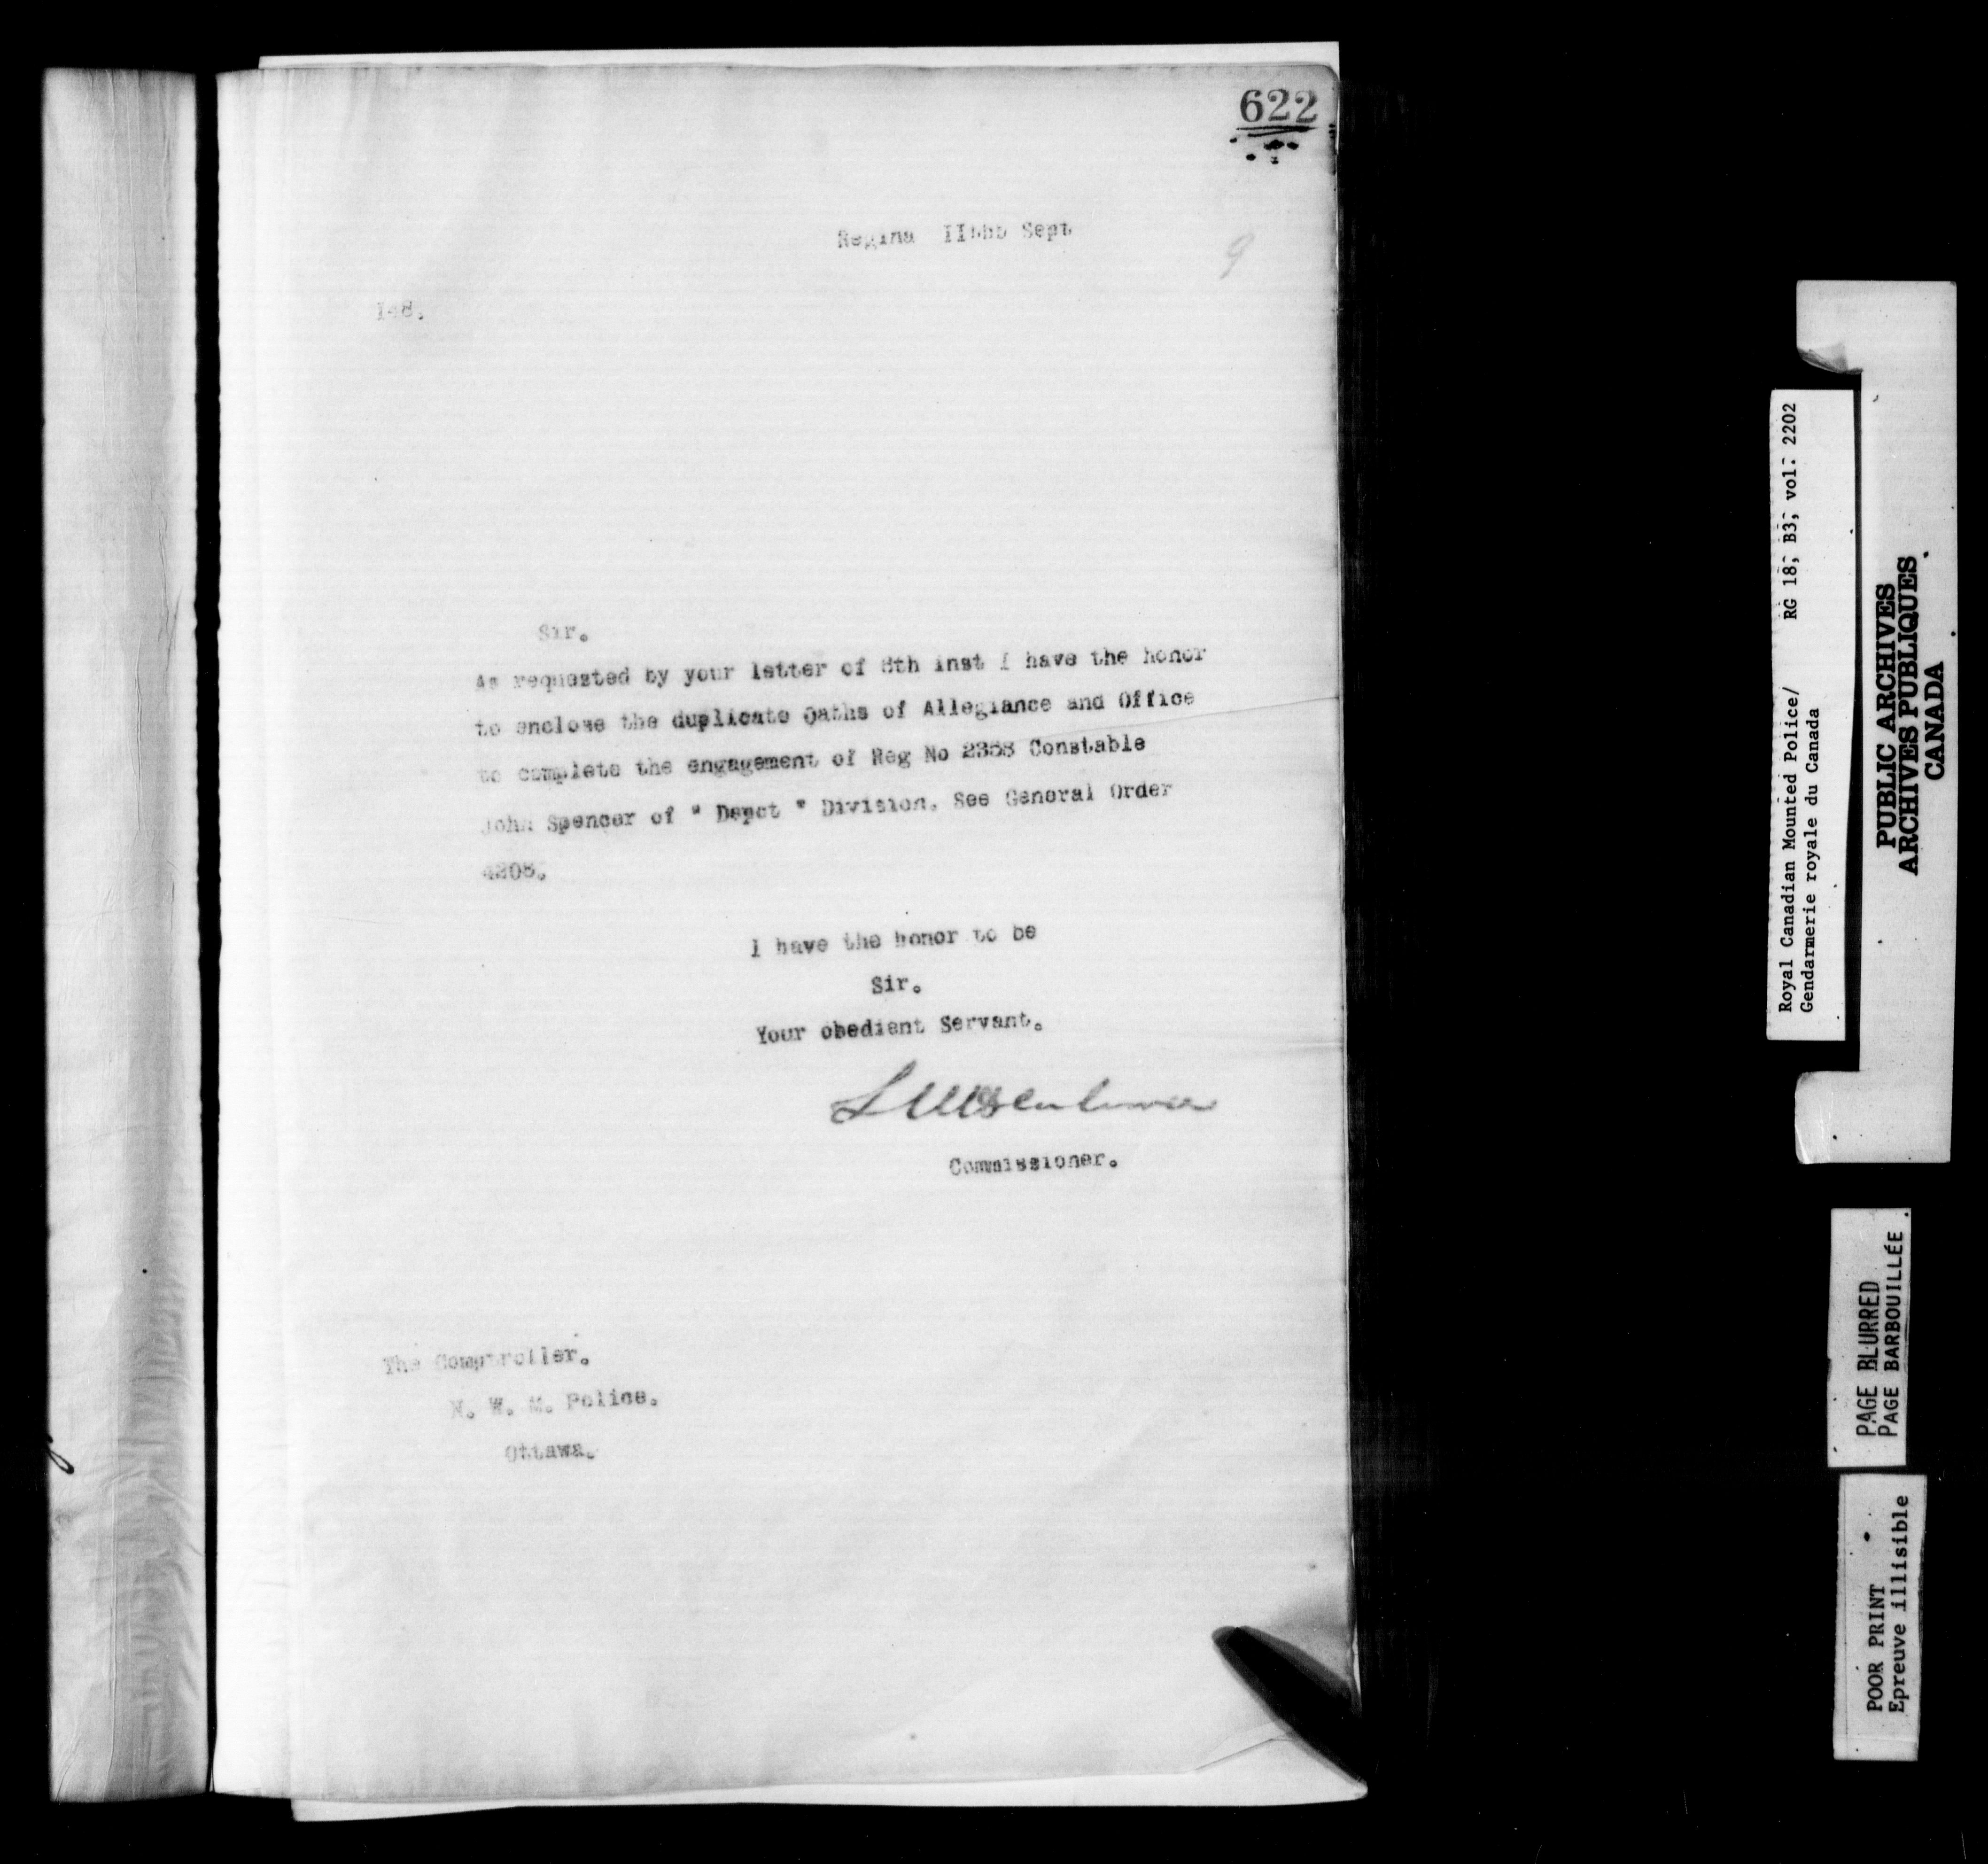 622
Regina IIthb Sept
9
148.
Sir.
As requested by your letter of 8th inst I have the honor
to enclose the duplicate Oaths of Allegiance and Office
to complete the engagement of Reg No 2358 Constable
John Spencer of " Depot " Division. See General Order
4208.
I have the honor to be
Sir.
Your obedient Servant.
Commissioner.
The Comptroller.
N. W. M. Police.
Ottawa.
Royal Canadian Mounted Police/ RG 18, B3, vol. 2202
Gendarmerie royale du Canada
PUBLIC ARCHIVES
ARCHIVES PUBLIQUES
CANADA
PAGE BLURRED
PAGE BARBOUILLÉE
POOR PRINT
Epreuve illisible